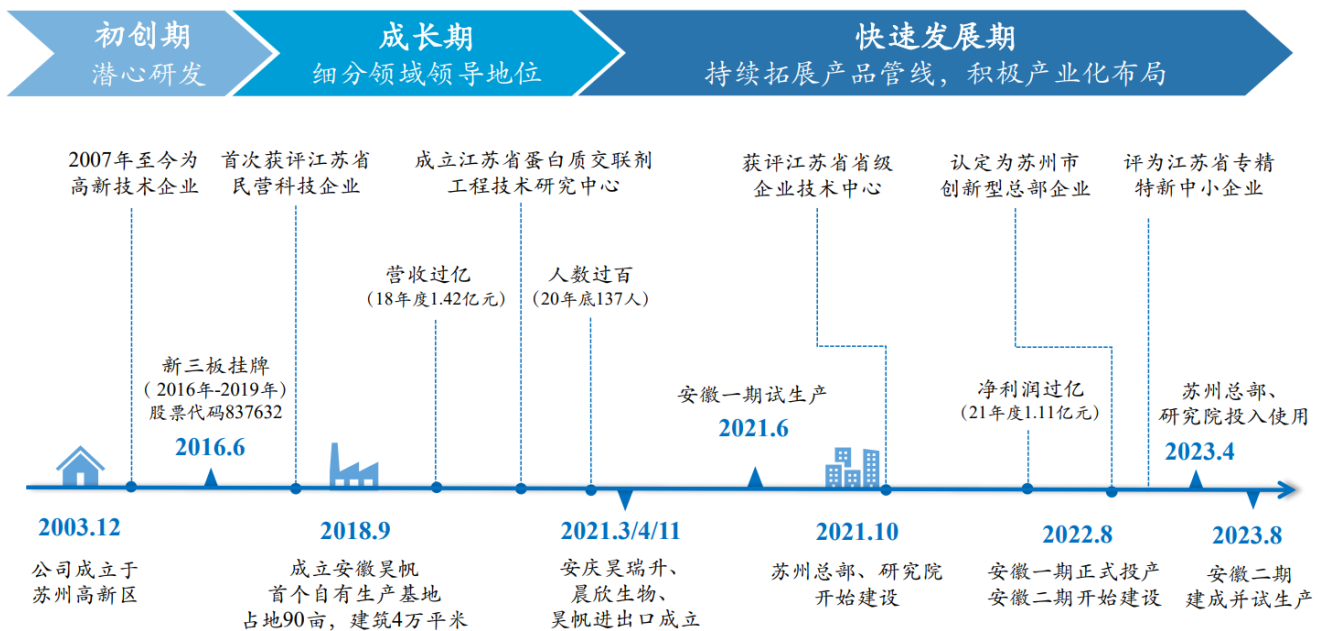 初创期
潜心研发
成长期
细分领域领导地位
快速发展期
持续拓展产品管线，积极产业化布局
2007年至今为
高新技术企业
首次获评江苏省
民营科技企业
成立江苏省蛋白质交联剂
工程技术研究中心
获评江苏省省级
企业技术中心
认定为苏州市
创新型总部企业
评为江苏省专精
特新中小企业
营收过亿
（18年度1.42亿元）
人数过百
（20年底137人）
新三板挂牌
（2016年-2019年）
股票代码837632
2016.6
安徽一期试生产
2021.6
净利润过亿
（21年度1.11亿元）
苏州总部、
研究院投入使用
2023.4
2003.12
公司成立于
苏州高新区
2018.9
成立安徽昊帆
首个自有生产基地
占地90亩，建筑4万平米
2021.3/4/11
安庆昊瑞升、
晨欣生物、
昊帆进出口成立
2021.10
苏州总部、研究院
开始建设
2022.8
安徽一期正式投产
安徽二期开始建设
2023.8
安徽二期
建成并试生产